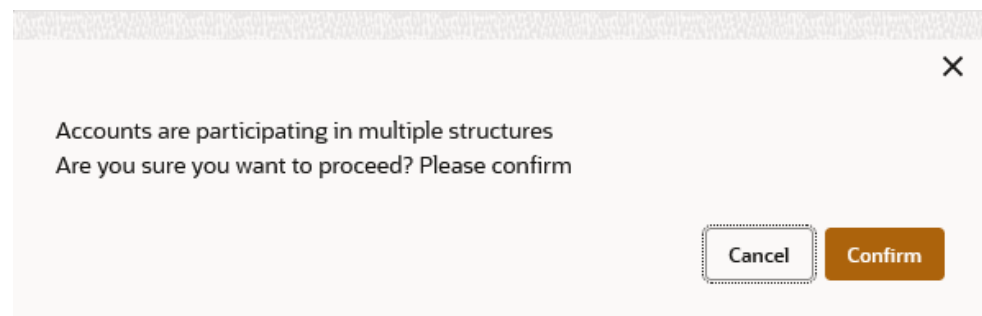 Accounts are participating in multiple structures
Are you sure you want to proceed? Please confirm
Cancel Confirm